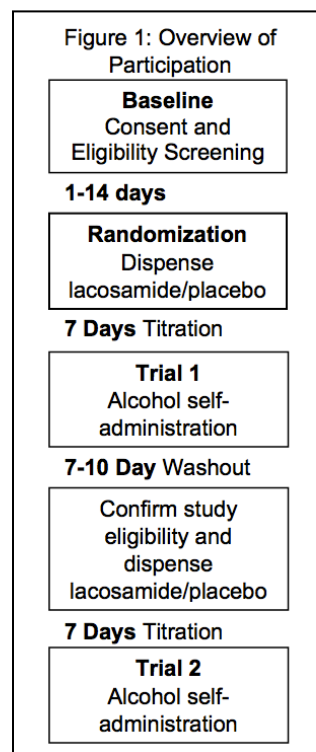 Figure 1: Overview of
Participation
Baseline
Consent and
Eligibility Screening
1-14 days
Randomization
Dispense
lacosamide/placebo
7 Days Titration
Trial 1
Alcohol self-
administration
7-10 Day Washout
Confirm study
eligibility and
dispense
lacosamide/placebo
7 Days Titration
Trial 2
Alcohol self-
administration